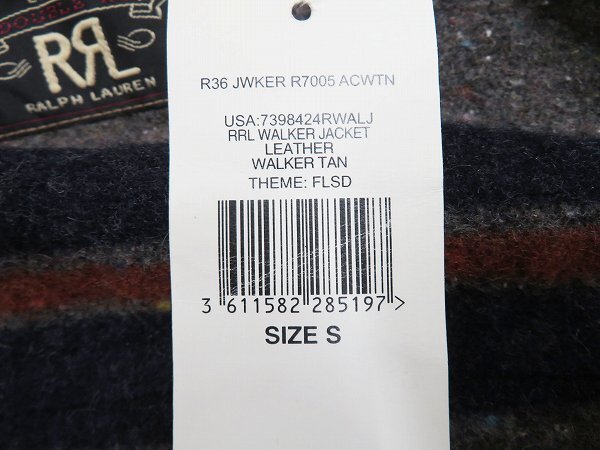 DOUBLE
RRL
RALPH LAUREN
R36 JWKER R7005 ACWTN
USA:7398424RWALJ
RRL WALKER JACKET
LEATHER
WALKER TAN
THEME: FLSD
3 611582 285197 >
SIZE S